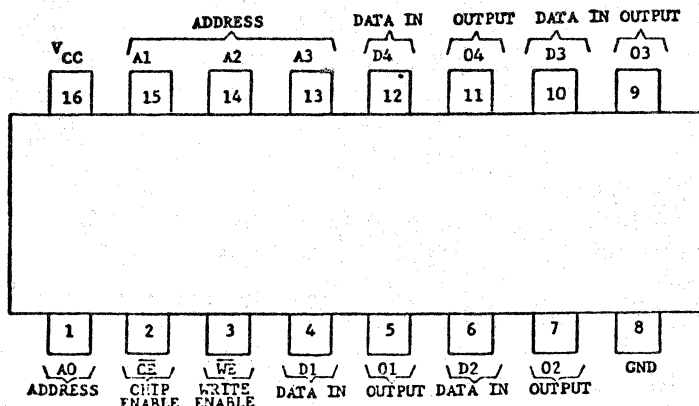 ADDRESS DATA IN OUTPUT DATA IN OUTPUT
VCC A1 A2 A3 D4 O4 D3 O3
16 15 14 13 12 11 10 9
1 2 3 4 5 6 7 8
A0 C̅E̅ W̅E̅ D1 O1 D2 O2 GND
ADDRESS CHIP WRITE DATA IN OUTPUT DATA IN OUTPUT
ENABLE ENABLE